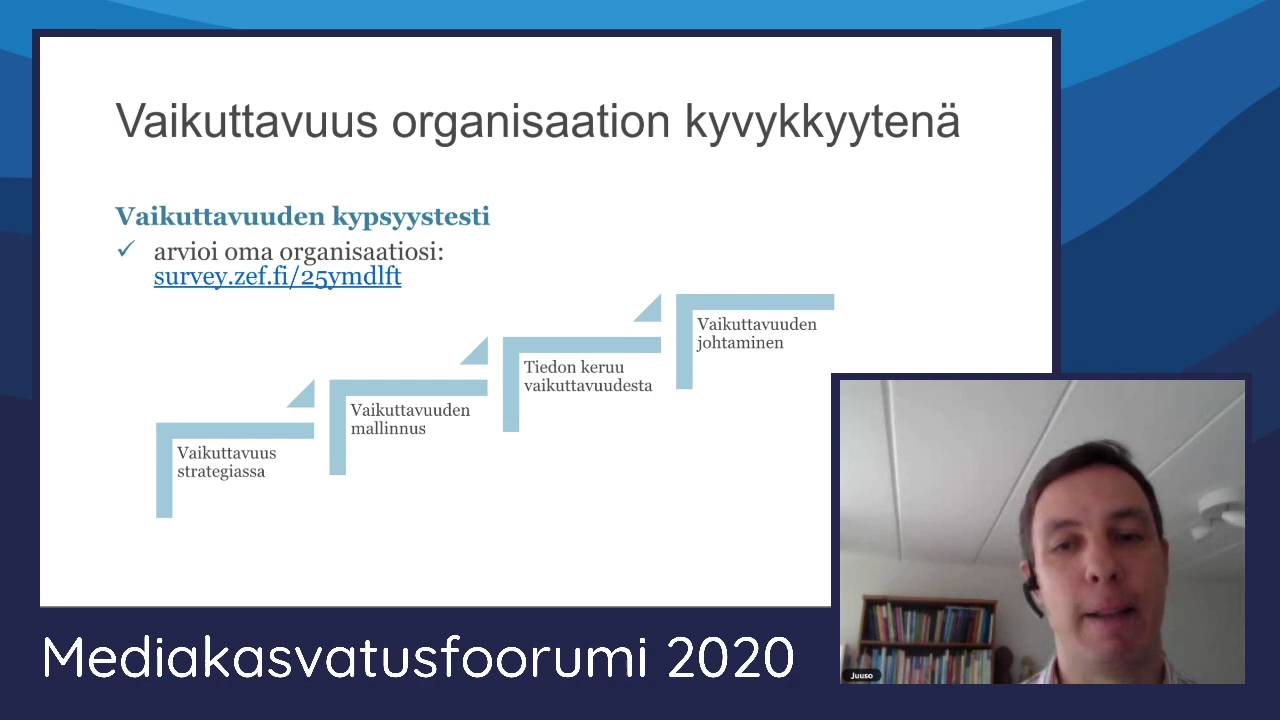 Vaikuttavuus organisaation kyvykkyytenä
Vaikuttavuuden kypsyystesti
✓ arvioi oma organisaatiosi:
survey.zef.fi/25ymdlft
Vaikuttavuus
strategiassa
Vaikuttavuuden
mallinnus
Tiedon keruu
vaikuttavuudesta
Vaikuttavuuden
johtaminen
Juuso
Mediakasvatusfoorumi 2020